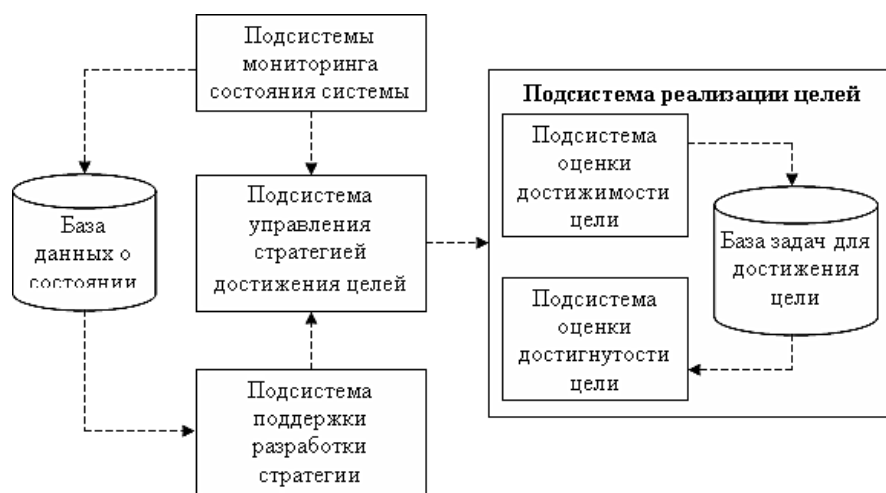 Подсистемы
мониторинга
состояния системы
База
данных о
состоянии
Подсистема
управления
стратегией
достижения целей
Подсистема
поддержки
разработки
стратегии
Подсистема реализации целей
Подсистема
оценки
достижимости
цели
База задач для
достижения
цели
Подсистема
оценки
достигнутости
цели